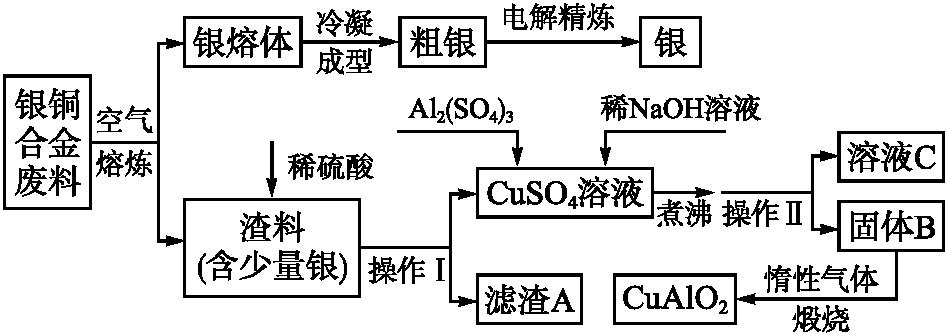 银铜
合金
废料
空气
熔炼
银熔体
冷凝
成型
粗银
电解精炼
银
稀硫酸
渣料
(含少量银)
操作Ⅰ
Al₂(SO₄)₃
稀NaOH溶液
CuSO₄溶液
煮沸
操作Ⅱ
溶液C
固体B
滤渣A
惰性气体
煅烧
CuAlO₂